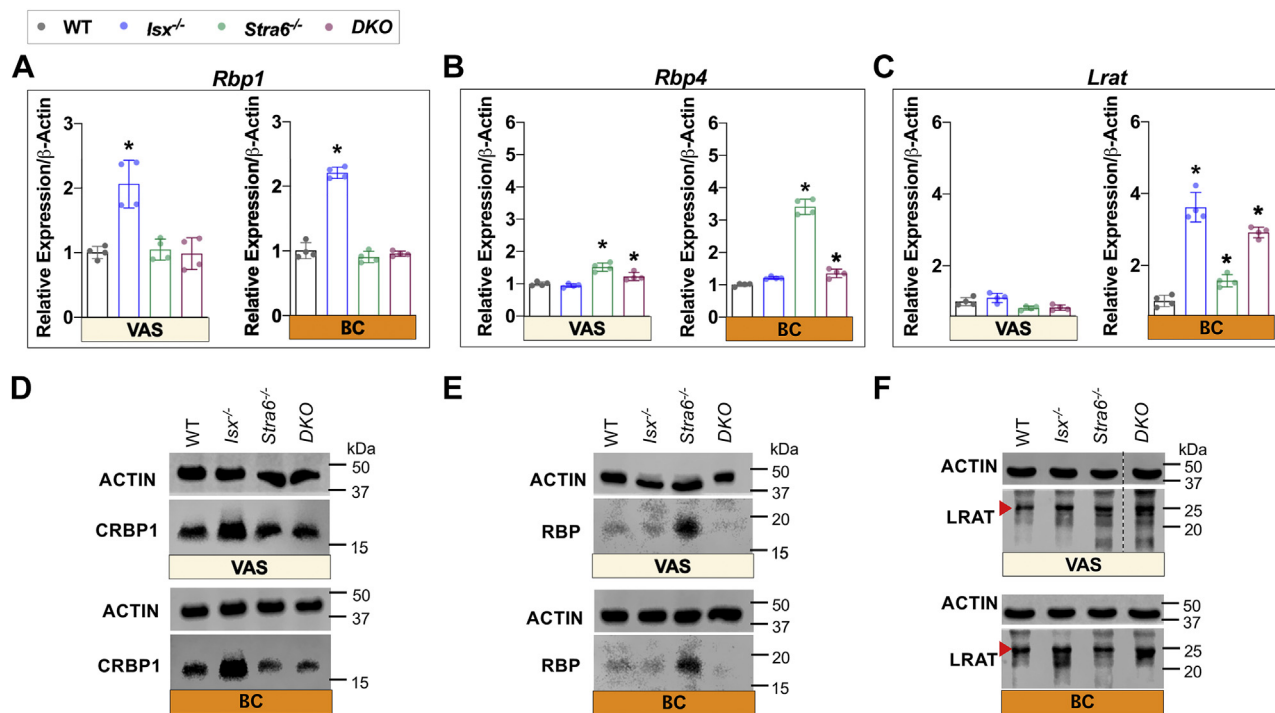 WT Isx-/- Stra6-/- DKO
A Rbp1
Relative Expression/β-Actin
3
2
1
0
VAS
Relative Expression/β-Actin
3
2
1
0
BC
B Rbp4
Relative Expression/β-Actin
6
5
4
3
2
1
0
VAS
Relative Expression/β-Actin
6
5
4
3
2
1
0
BC
C Lrat
Relative Expression/β-Actin
6
4
2
VAS
Relative Expression/β-Actin
6
4
2
BC
* * * * * * * * *
D
WT Isx-/- Stra6-/- DKO
kDa
ACTIN 50
37
CRBP1 20
15
VAS
ACTIN 50
37
CRBP1 20
15
BC
E
WT Isx-/- Stra6-/- DKO
kDa
ACTIN 50
37
RBP 20
15
VAS
ACTIN 50
37
RBP 20
15
BC
F
WT Isx-/- Stra6-/- DKO
kDa
ACTIN 50
37
LRAT 25
20
VAS
ACTIN 50
37
LRAT 25
20
BC